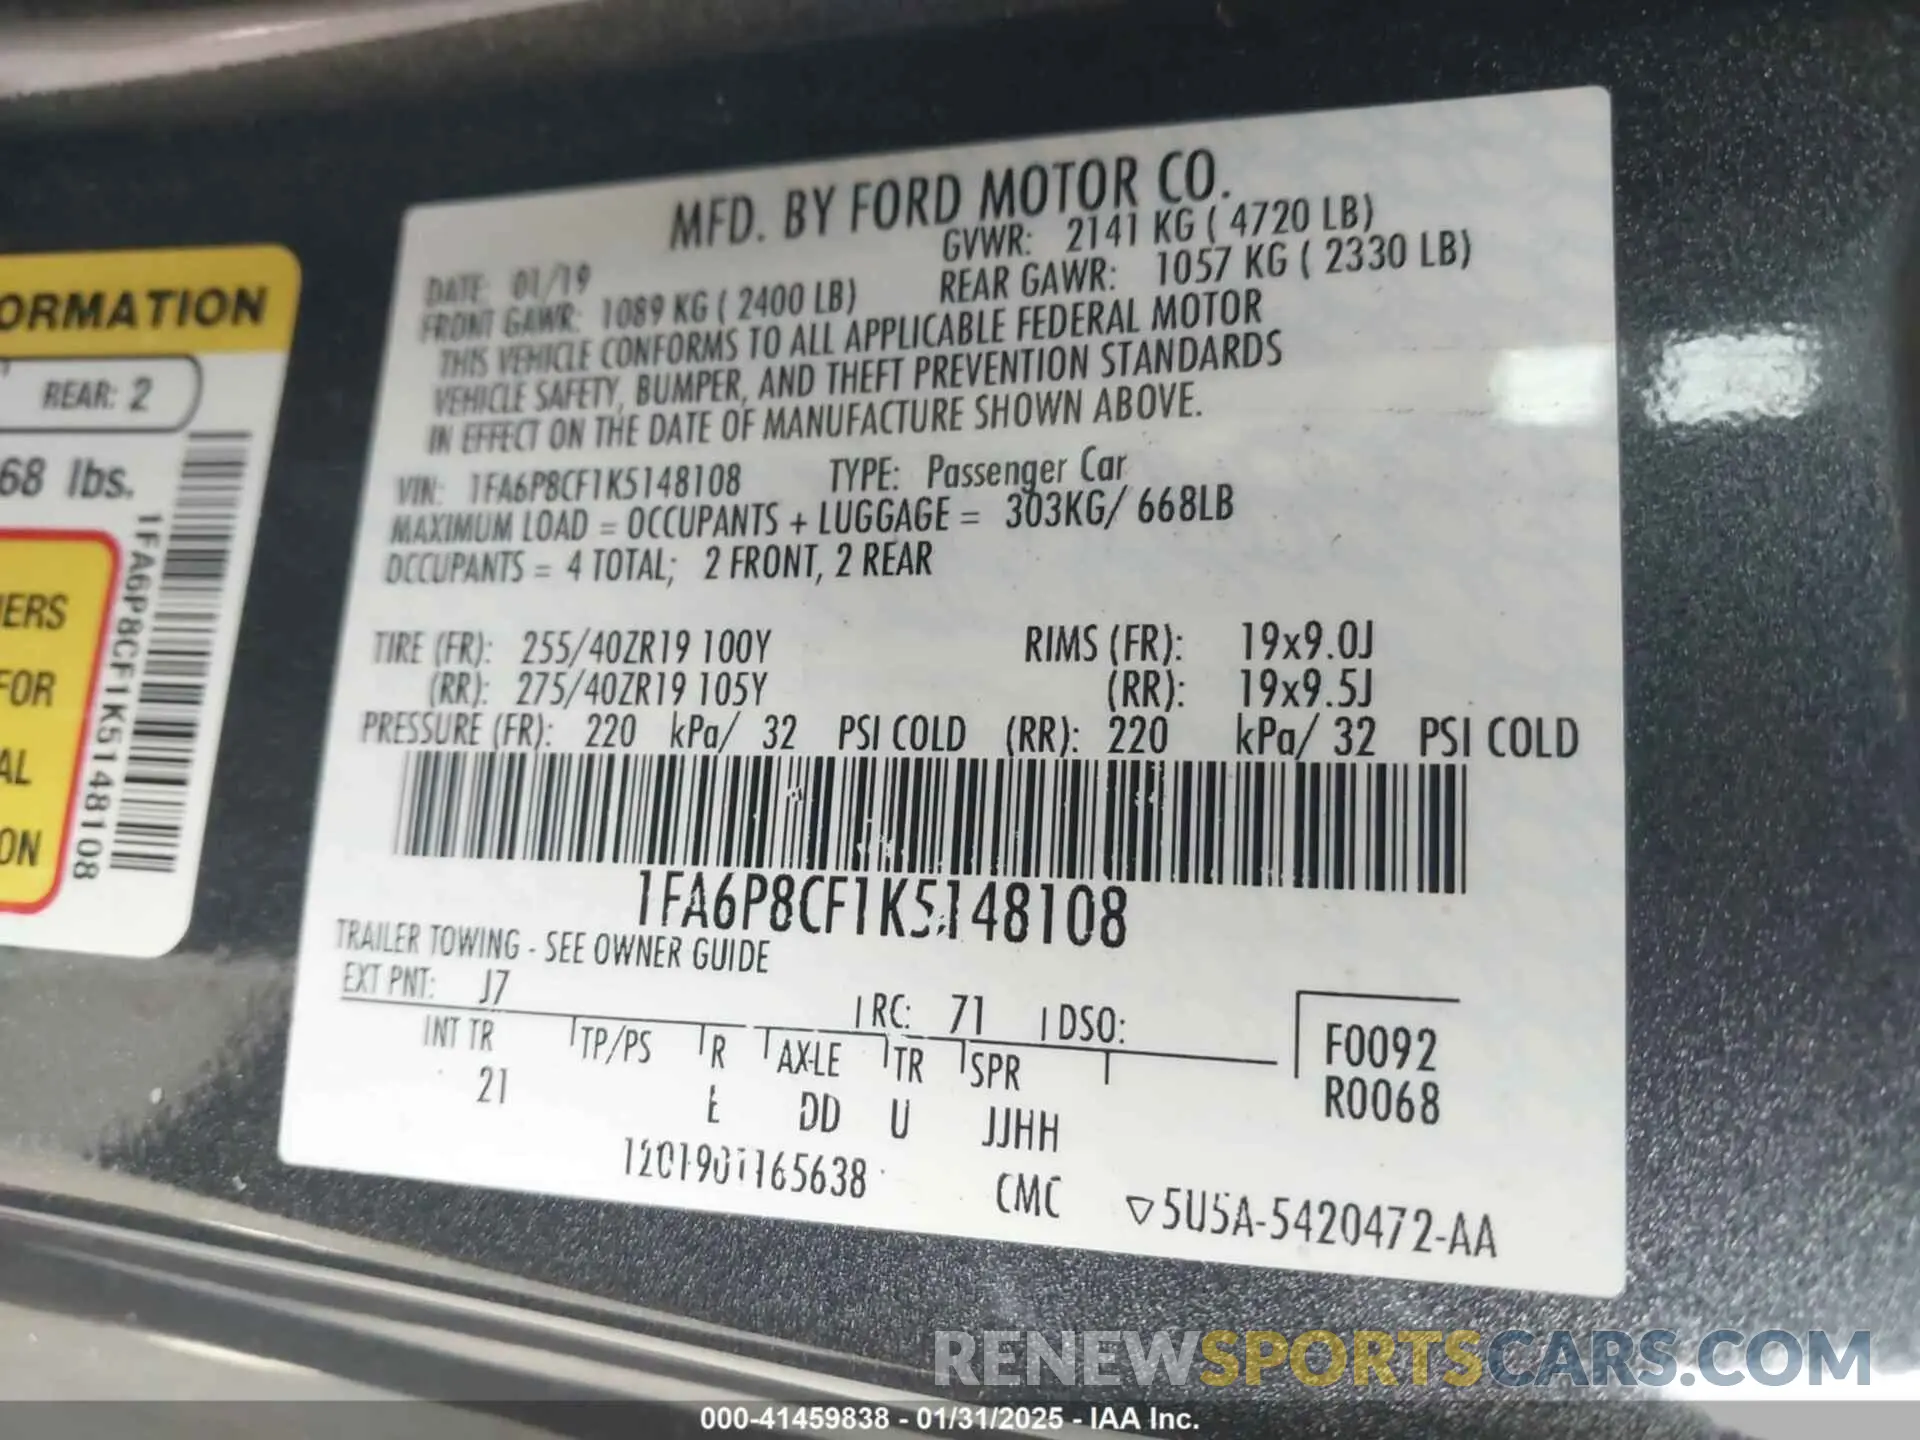 MFD. BY FORD MOTOR CO.
DATE: 01/19 GVWR: 2141 KG ( 4720 LB)
FRONT GAWR: 1089 KG ( 2400 LB) REAR GAWR: 1057 KG ( 2330 LB)
THIS VEHICLE CONFORMS TO ALL APPLICABLE FEDERAL MOTOR
VEHICLE SAFETY, BUMPER, AND THEFT PREVENTION STANDARDS
IN EFFECT ON THE DATE OF MANUFACTURE SHOWN ABOVE.
VIN: 1FA6P8CF1K5148108 TYPE: Passenger Car
MAXIMUM LOAD = OCCUPANTS + LUGGAGE = 303KG/ 668LB
OCCUPANTS = 4 TOTAL; 2 FRONT, 2 REAR
TIRE (FR): 255/40ZR19 100Y RIMS (FR): 19x9.0J
(RR): 275/40ZR19 105Y (RR): 19x9.5J
PRESSURE (FR): 220 kPa/ 32 PSI COLD (RR): 220 kPa/ 32 PSI COLD
1FA6P8CF1K5148108
TRAILER TOWING - SEE OWNER GUIDE
EXT PNT: J7 RC: 71 DSO:
INT TR TP/PS R AXLE TR SPR
21 E DD U JJHH
F0092
R0068
CMC 5U5A-5420472-AA
ORMATION
REAR: 2
68 lbs.
1FA6P8CF1K5148108
ERS
FOR
AL
ON
RENEWSPORTSCARS.COM
000-41459838 - 01/31/2025 - IAA Inc.